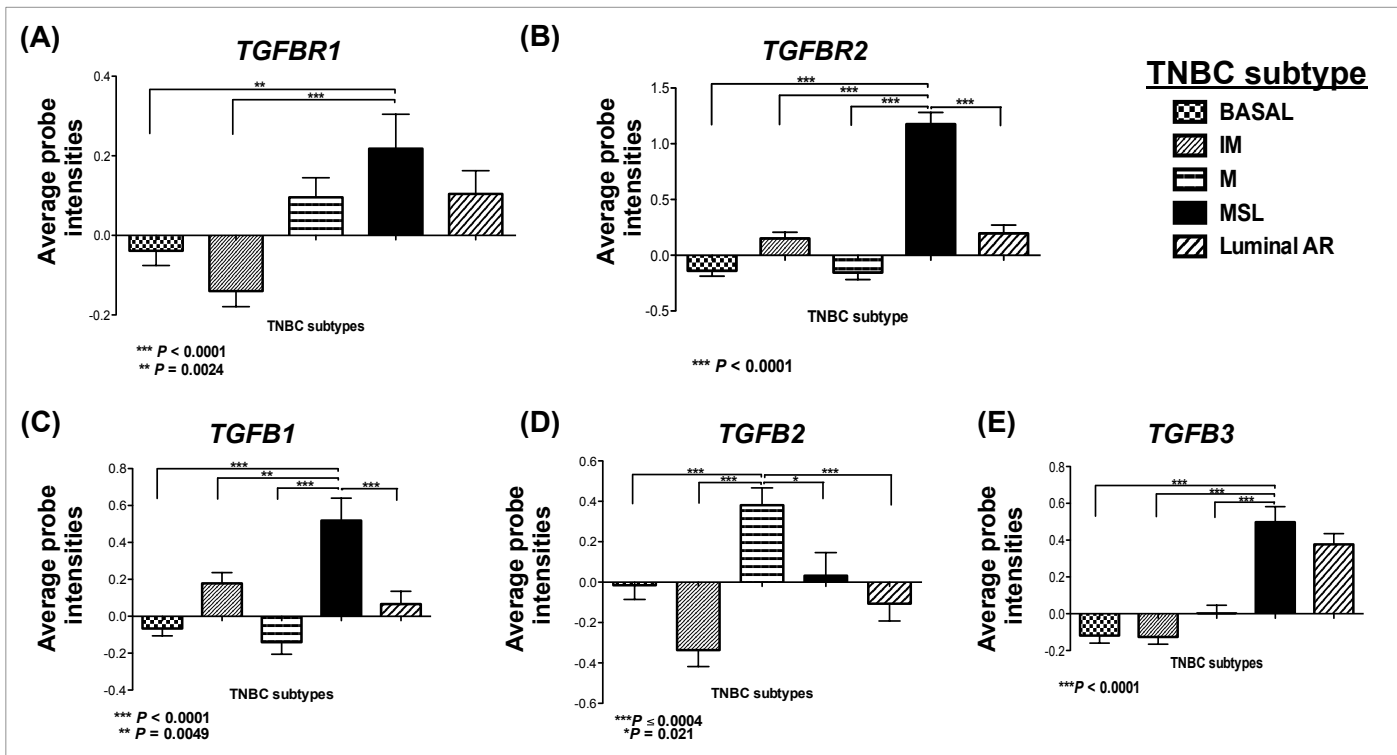 (A)
TGFBR1
Average probe
intensities
0.4
0.2
0.0
-0.2
**
***
TNBC subtypes
*** P < 0.0001
** P = 0.0024
(B)
TGFBR2
Average probe
intensities
1.5
1.0
0.5
0.0
-0.5
***
***
***
***
TNBC subtype
*** P < 0.0001
TNBC subtype
BASAL
IM
M
MSL
Luminal AR
(C)
TGFB1
Average probe
intensities
0.8
0.6
0.4
0.2
0.0
-0.2
-0.4
***
**
***
***
TNBC subtypes
*** P < 0.0001
** P = 0.0049
(D)
TGFB2
Average probe
intensities
0.6
0.4
0.2
0.0
-0.2
-0.4
-0.6
***
***
***
*
TNBC subtypes
***P ≤ 0.0004
*P = 0.021
(E)
TGFB3
Average probe
intensities
0.8
0.6
0.4
0.2
0.0
-0.2
***
***
***
TNBC subtypes
***P < 0.0001